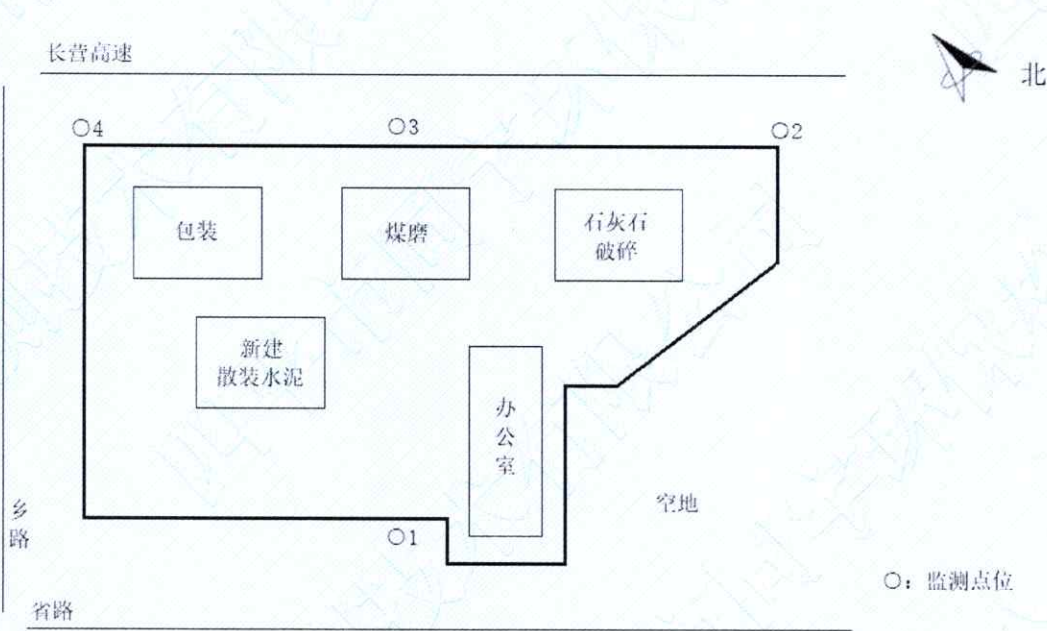 长营高速
北
○4
○3
○2
包装
煤磨
石灰石
破碎
新建
散装水泥
办
公
室
乡
路
空地
○1
○：监测点位
省路